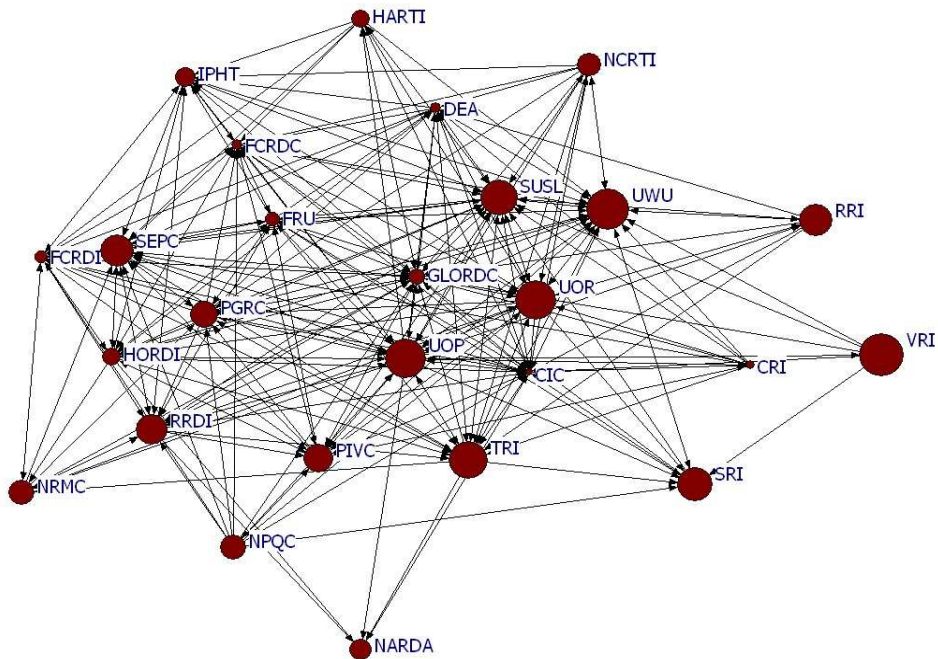 HARTI
NCRTI
IPHT
DEA
FCRDC
SUSL
UWU
RRI
FRU
SEPC
FCRDI
GLORDC
UOR
PGRC
UOP
VRI
HORDI
CIC
CRI
RRDI
PIVC
TRI
SRI
NRMC
NPQC
NARDA